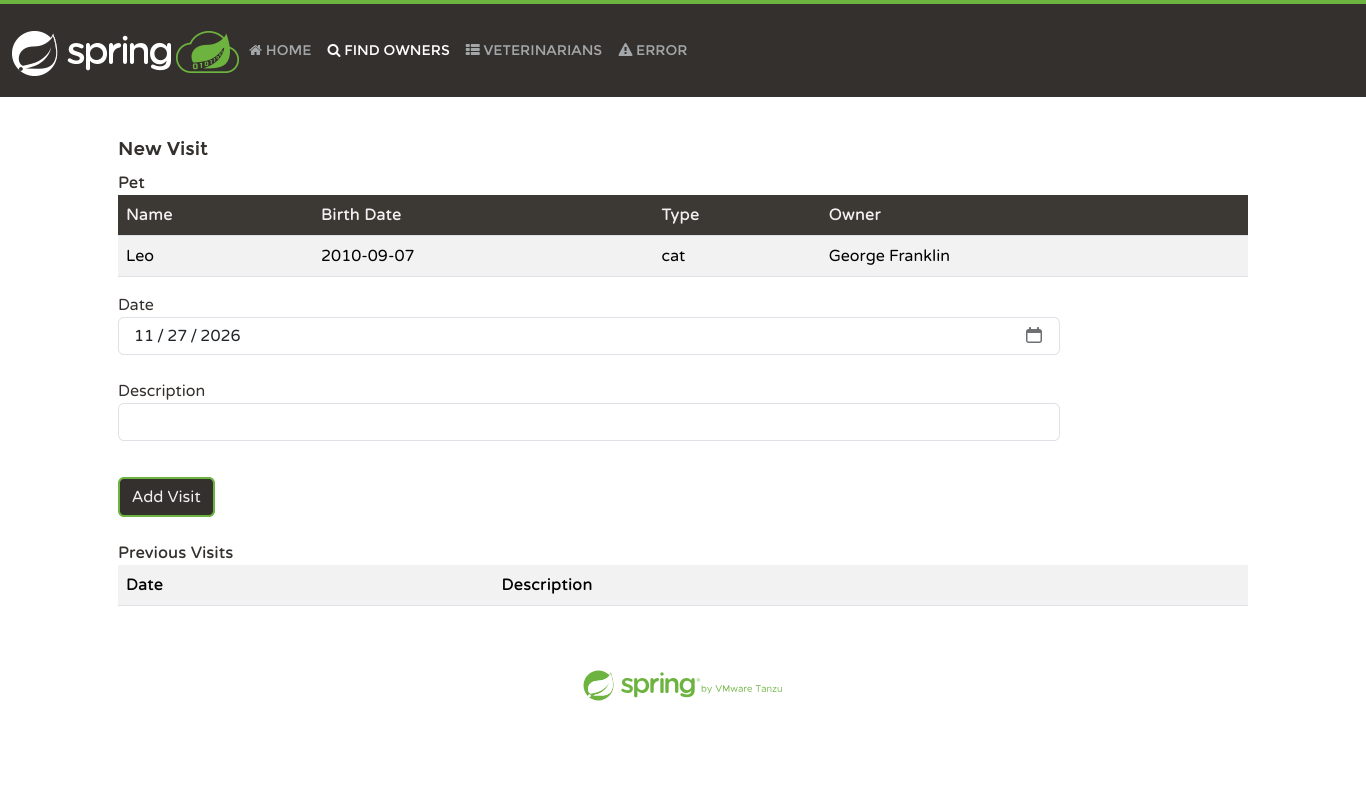 spring HOME FIND OWNERS VETERINARIANS ERROR
New Visit
Pet
Name Birth Date Type Owner
Leo 2010-09-07 cat George Franklin
Date
11 / 27 / 2026
Description
Add Visit
Previous Visits
Date Description
spring by VMware Tanzu